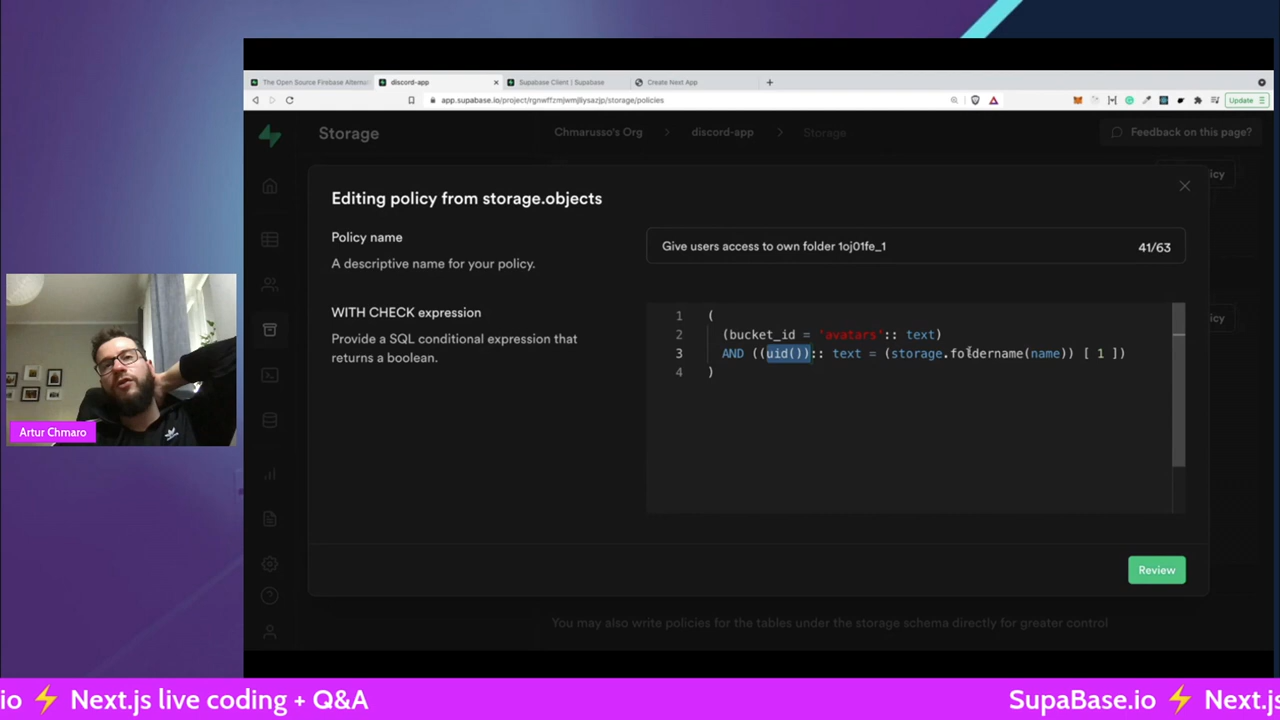 The Open Source Firebase Alternat
discord-app
Supabase Client | Supabase
Create Next App
app.supabase.io/project/rgnwffzmjwmjllysazjp/storage/policies
Update
Storage
Chmarusso's Org
discord-app
Storage
Feedback on this page?
Editing policy from storage.objects
Policy name
A descriptive name for your policy.
Give users access to own folder 1oj01fe_1
41/63
WITH CHECK expression
Provide a SQL conditional expression that
returns a boolean.
1 (
2 (bucket_id = 'avatars':: text)
3 AND ((uid()):: text = (storage.foldername(name)) [ 1 ])
4 )
Review
You may also write policies for the tables under the storage schema directly for greater control
Artur Chmaro
io ⚡ Next.js live coding + Q&A
SupaBase.io ⚡ Next.js